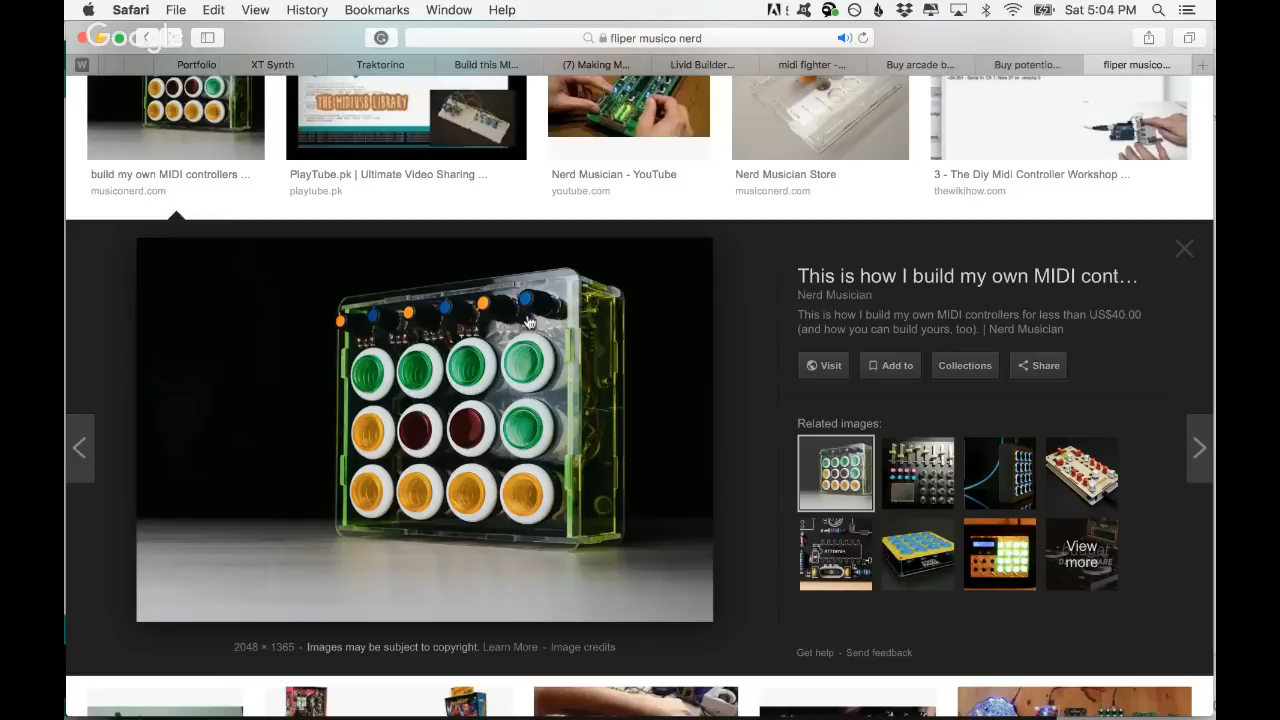 Safari File Edit View History Bookmarks Window Help Sat 5:04 PM
Google
fliper musico nerd
W Portfolio XT Synth Traktorino Build this MI... (7) Making M... Livid Builder... midi fighter -... Buy arcade b... Buy potentio... fliper musico...
THE MIDIUSB LIBRARY
build my own MIDI controllers ... PlayTube.pk | Ultimate Video Sharing ... Nerd Musician - YouTube Nerd Musician Store 3 - The Diy Midi Controller Workshop ...
musiconerd.com playtube.pk youtube.com musiconerd.com thewikihow.com
This is how I build my own MIDI cont...
Nerd Musician
This is how I build my own MIDI controllers for less than US$40.00
(and how you can build yours, too). | Nerd Musician
Visit Add to Collections Share
Related images:
View
more
2048 × 1365 - Images may be subject to copyright. Learn More - Image credits
Get help - Send feedback